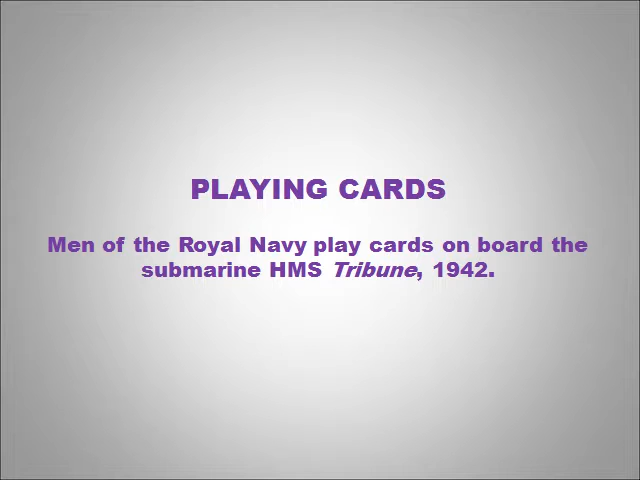 PLAYING CARDS
Men of the Royal Navy play cards on board the
submarine HMS Tribune, 1942.